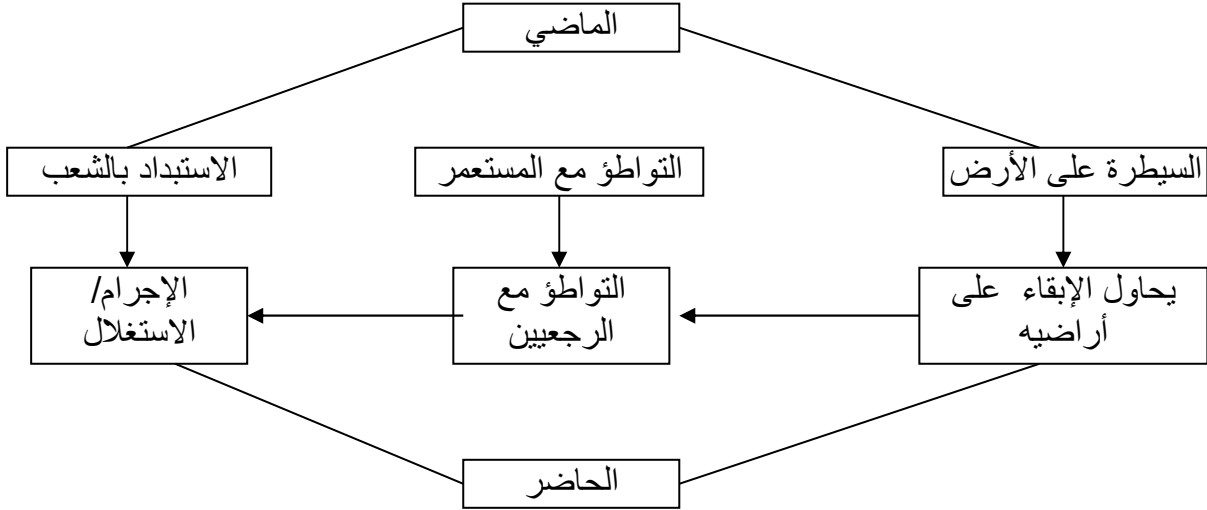 الماضي
السيطرة على الأرض
التواطؤ مع المستعمر
الاستبداد بالشعب
يحاول الإبقاء على
أراضيه
التواطؤ مع
الرجعيين
الإجرام/
الاستغلال
الحاضر